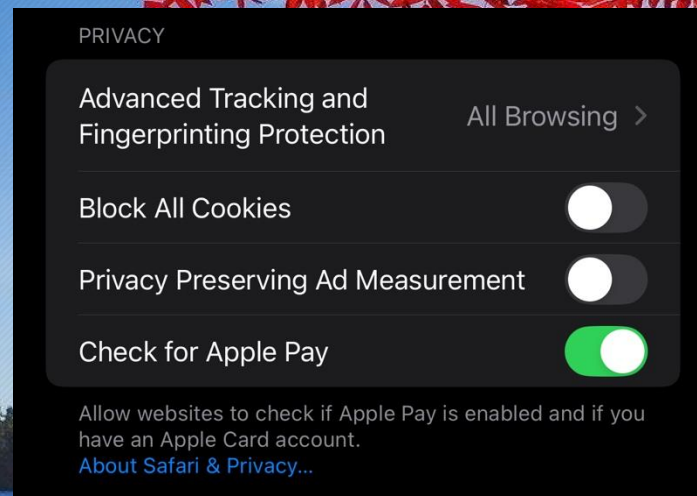 PRIVACY
Advanced Tracking and
Fingerprinting Protection
All Browsing >
Block All Cookies
Privacy Preserving Ad Measurement
Check for Apple Pay
Allow websites to check if Apple Pay is enabled and if you
have an Apple Card account.
About Safari & Privacy...